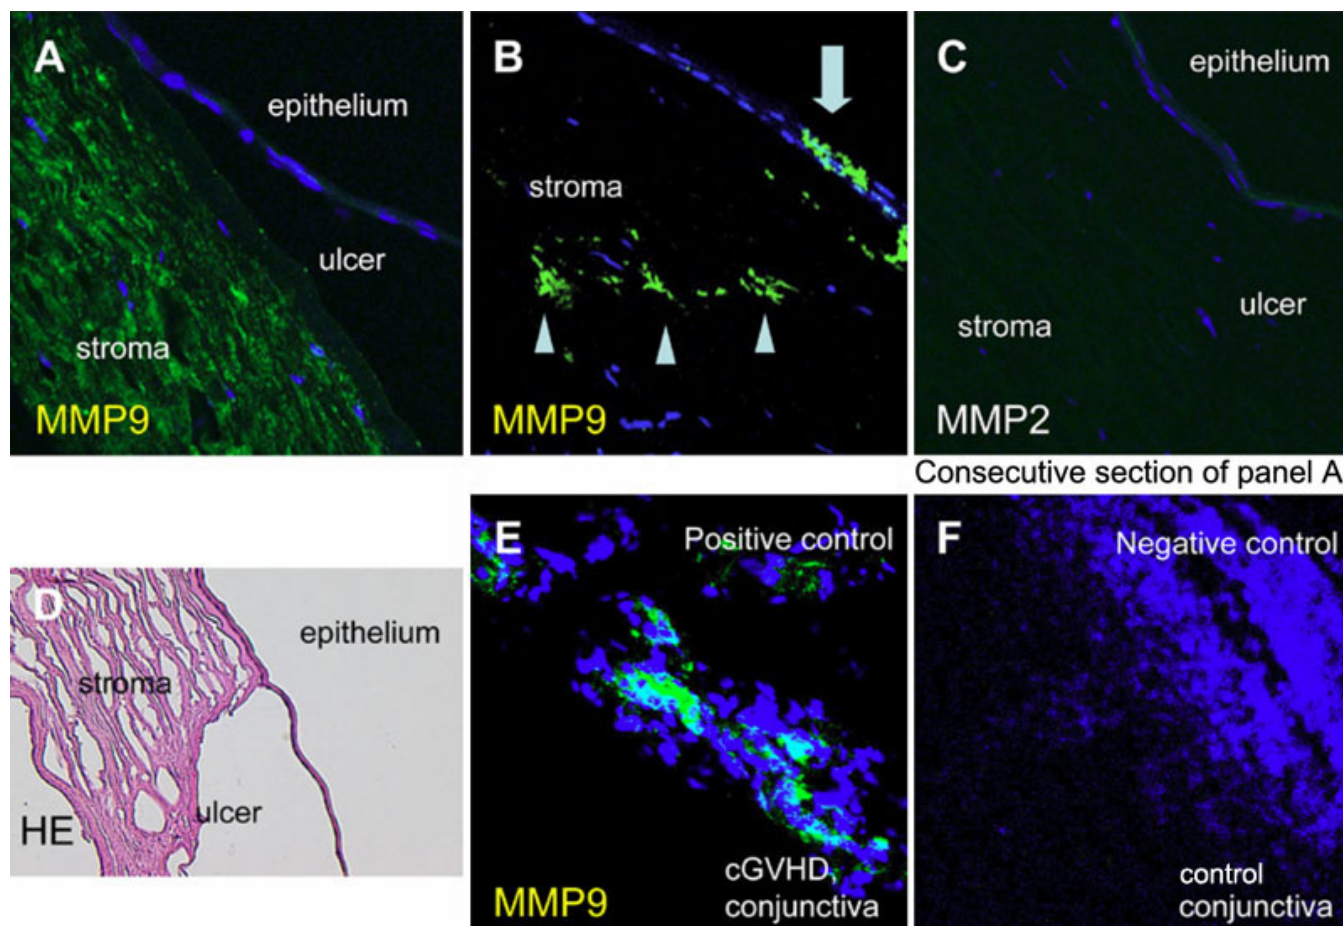 A
epithelium
ulcer
stroma
MMP9
B
stroma
MMP9
C
epithelium
ulcer
stroma
MMP2
Consecutive section of panel A
D
epithelium
stroma
ulcer
HE
E
Positive control
cGVHD
conjunctiva
MMP9
F
Negative control
control
conjunctiva